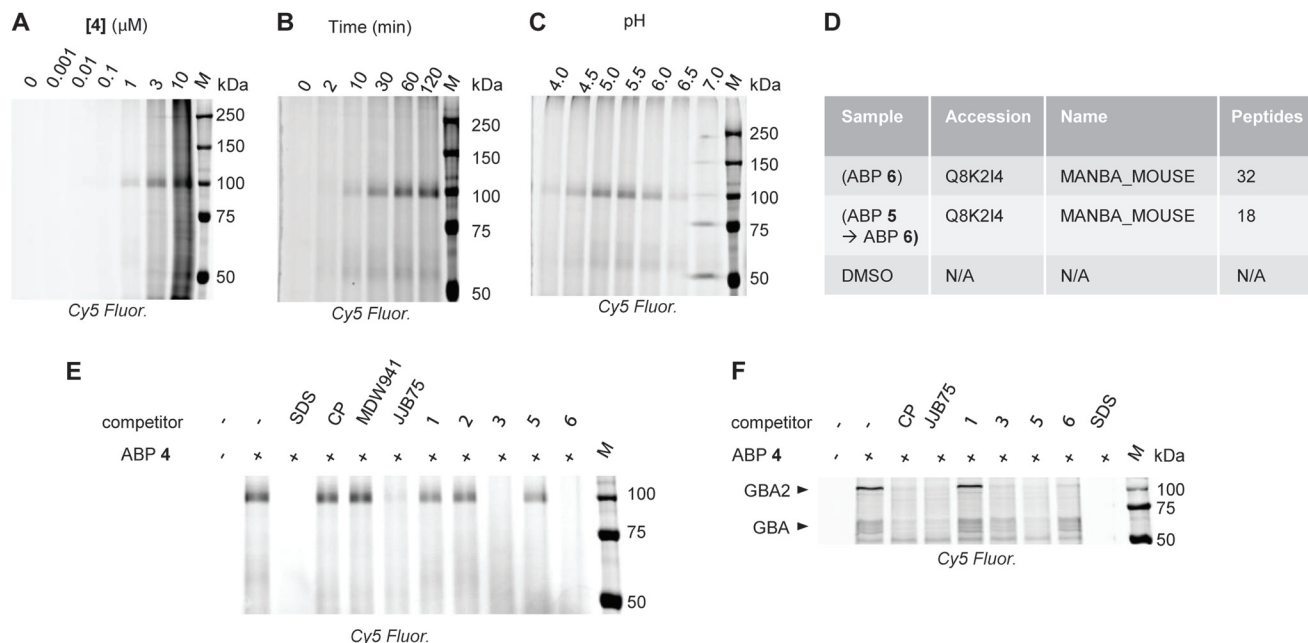 A
[4] (µM)
0 0.001 0.01 0.1 1 3 10 M kDa
250
150
100
75
50
Cy5 Fluor.
B
Time (min)
0 2 10 30 60 120 M kDa
250
150
100
75
50
Cy5 Fluor.
C
pH
4.0 4.5 5.0 5.5 6.0 6.5 7.0 M kDa
250
150
100
75
50
Cy5 Fluor.
D
Sample Accession Name Peptides
(ABP 6) Q8K2I4 MANBA_MOUSE 32
(ABP 5
→ ABP 6) Q8K2I4 MANBA_MOUSE 18
DMSO N/A N/A N/A
E
competitor - - SDS CP MDW941 JJB75 1 2 3 5 6
ABP 4 - + + + + + + + + + + M
100
75
50
Cy5 Fluor.
F
competitor - - CP JJB75 1 3 5 6 SDS
ABP 4 - + + + + + + + + M kDa
GBA2 ► 100
75
GBA ► 50
Cy5 Fluor.